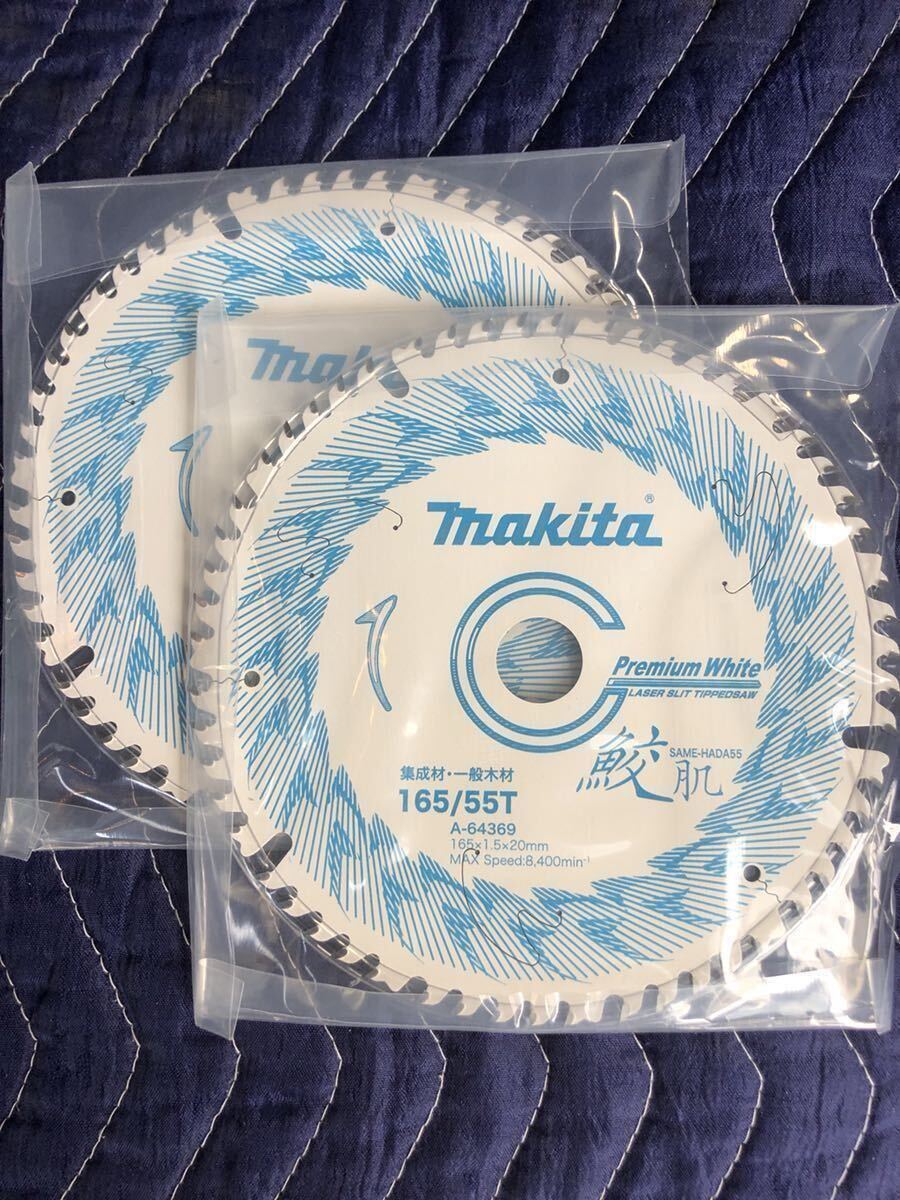 mak
makita®
Premium White
LASER SLIT TIPPEDSAW
SAME-HADA55
鮫肌
集成材・一般木材
165/55T
A-64369
165×1.5×20mm
MAX Speed:8,400min⁻¹